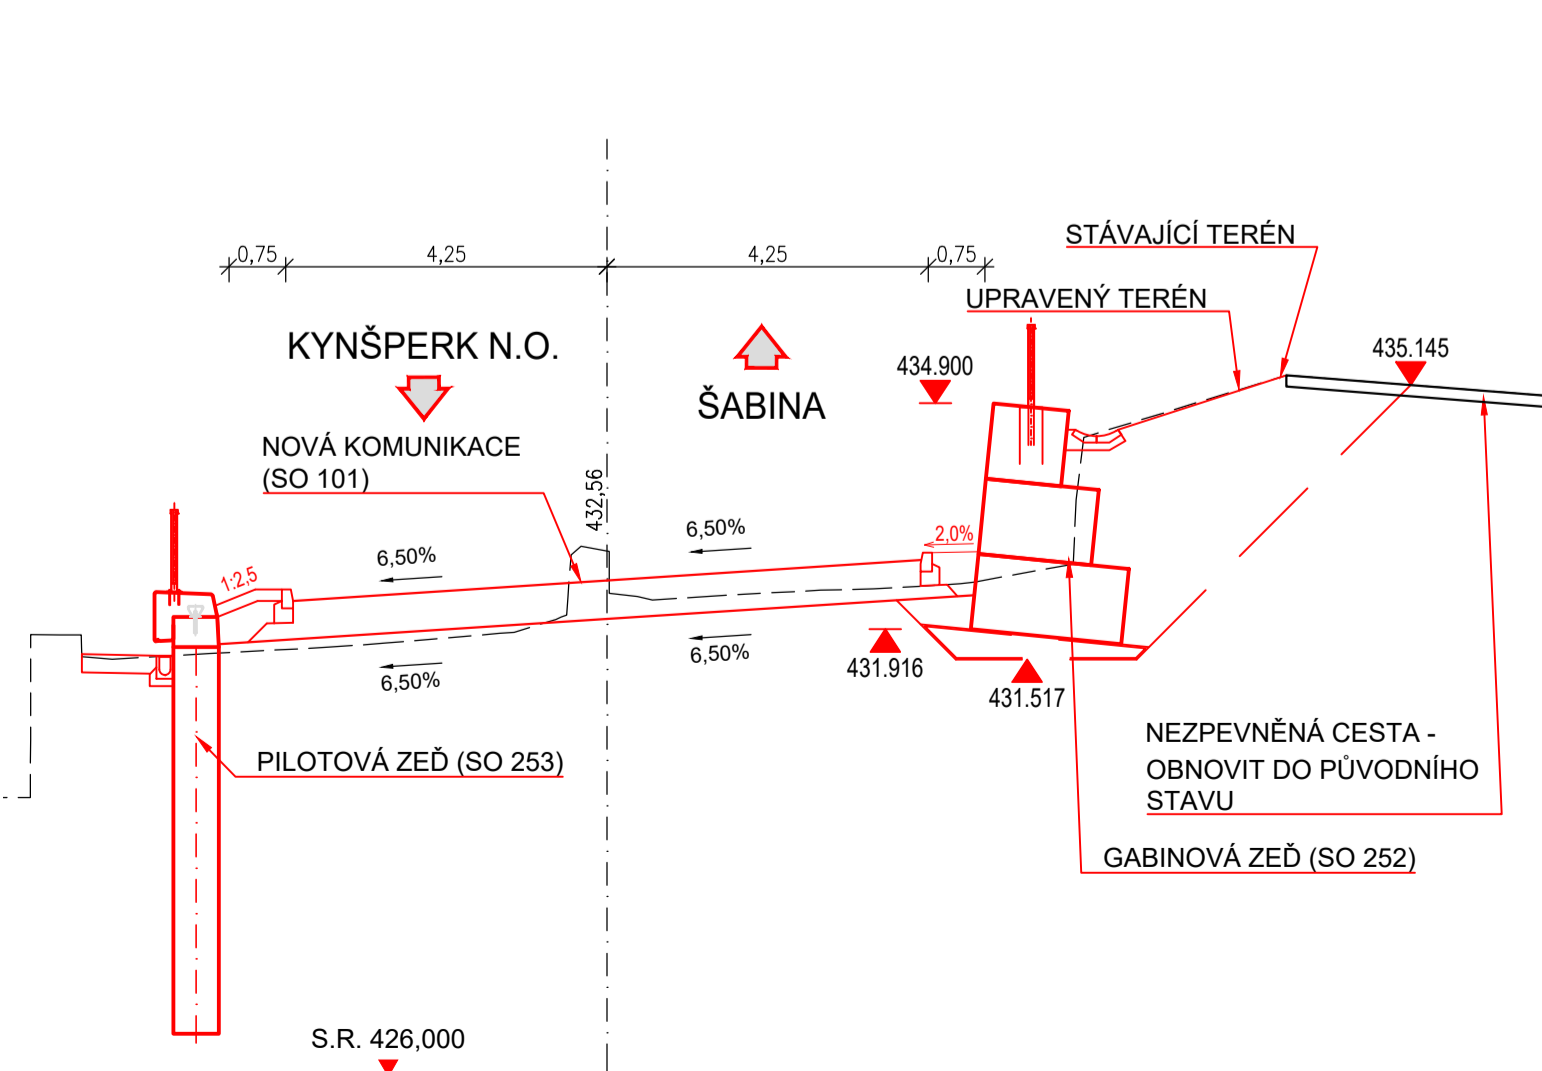 STÁVAJÍCÍ TERÉN
0,75
4,25
4,25
0,75
UPRAVENÝ TERÉN
KYNŠPERK N.O.
ŠABINA
434.900
435.145
NOVÁ KOMUNIKACE
(SO 101)
432,56
6,50%
6,50%
2,0%
1:2,5
6,50%
6,50%
431.916
431.517
PILOTOVÁ ZEĎ (SO 253)
NEZPEVNĚNÁ CESTA -
OBNOVIT DO PŮVODNÍHO
STAVU
GABINOVÁ ZEĎ (SO 252)
S.R. 426,000